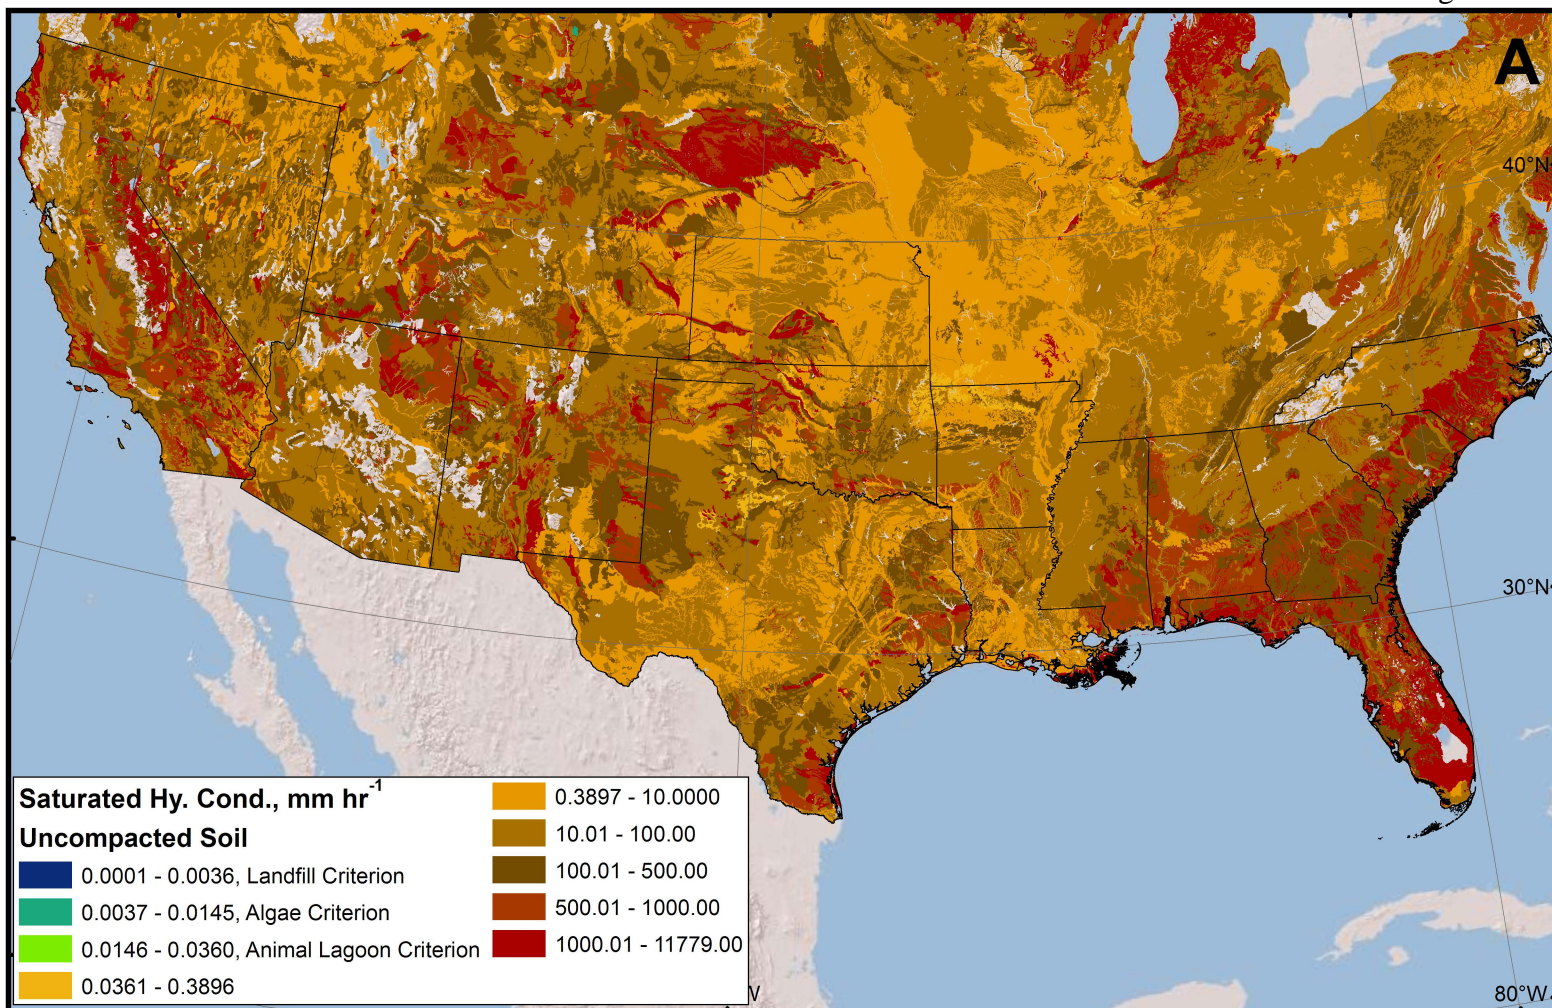 g
A
40°N
30°N
Saturated Hy. Cond., mm hr⁻¹
Uncompacted Soil
0.0001 - 0.0036, Landfill Criterion
0.0037 - 0.0145, Algae Criterion
0.0146 - 0.0360, Animal Lagoon Criterion
0.0361 - 0.3896
0.3897 - 10.0000
10.01 - 100.00
100.01 - 500.00
500.01 - 1000.00
1000.01 - 11779.00
W
80°W